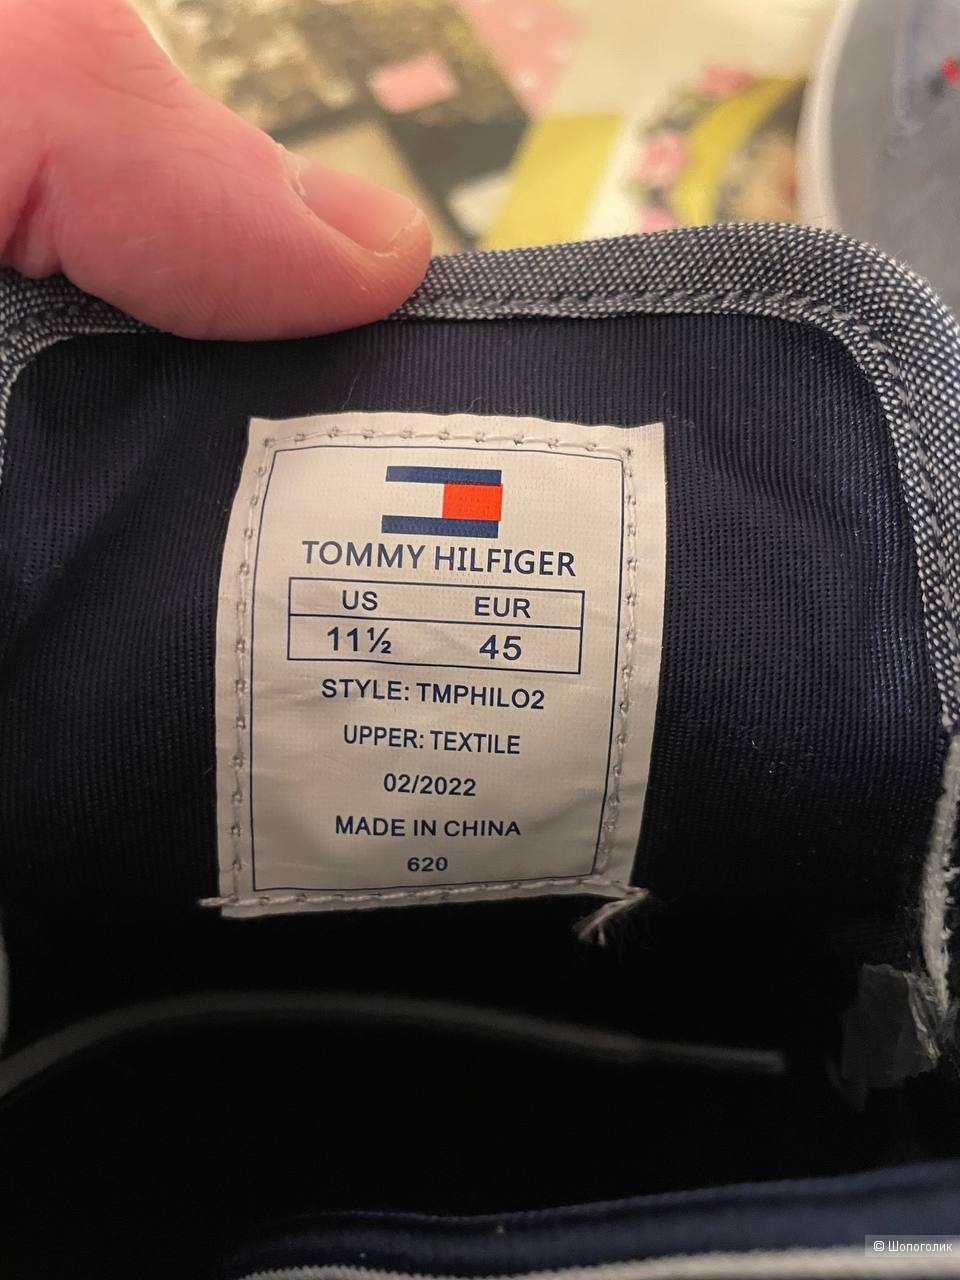 TOMMY HILFIGER
US EUR
11½ 45
STYLE: TMPHILO2
UPPER: TEXTILE
02/2022
MADE IN CHINA
620
© Шопоголик